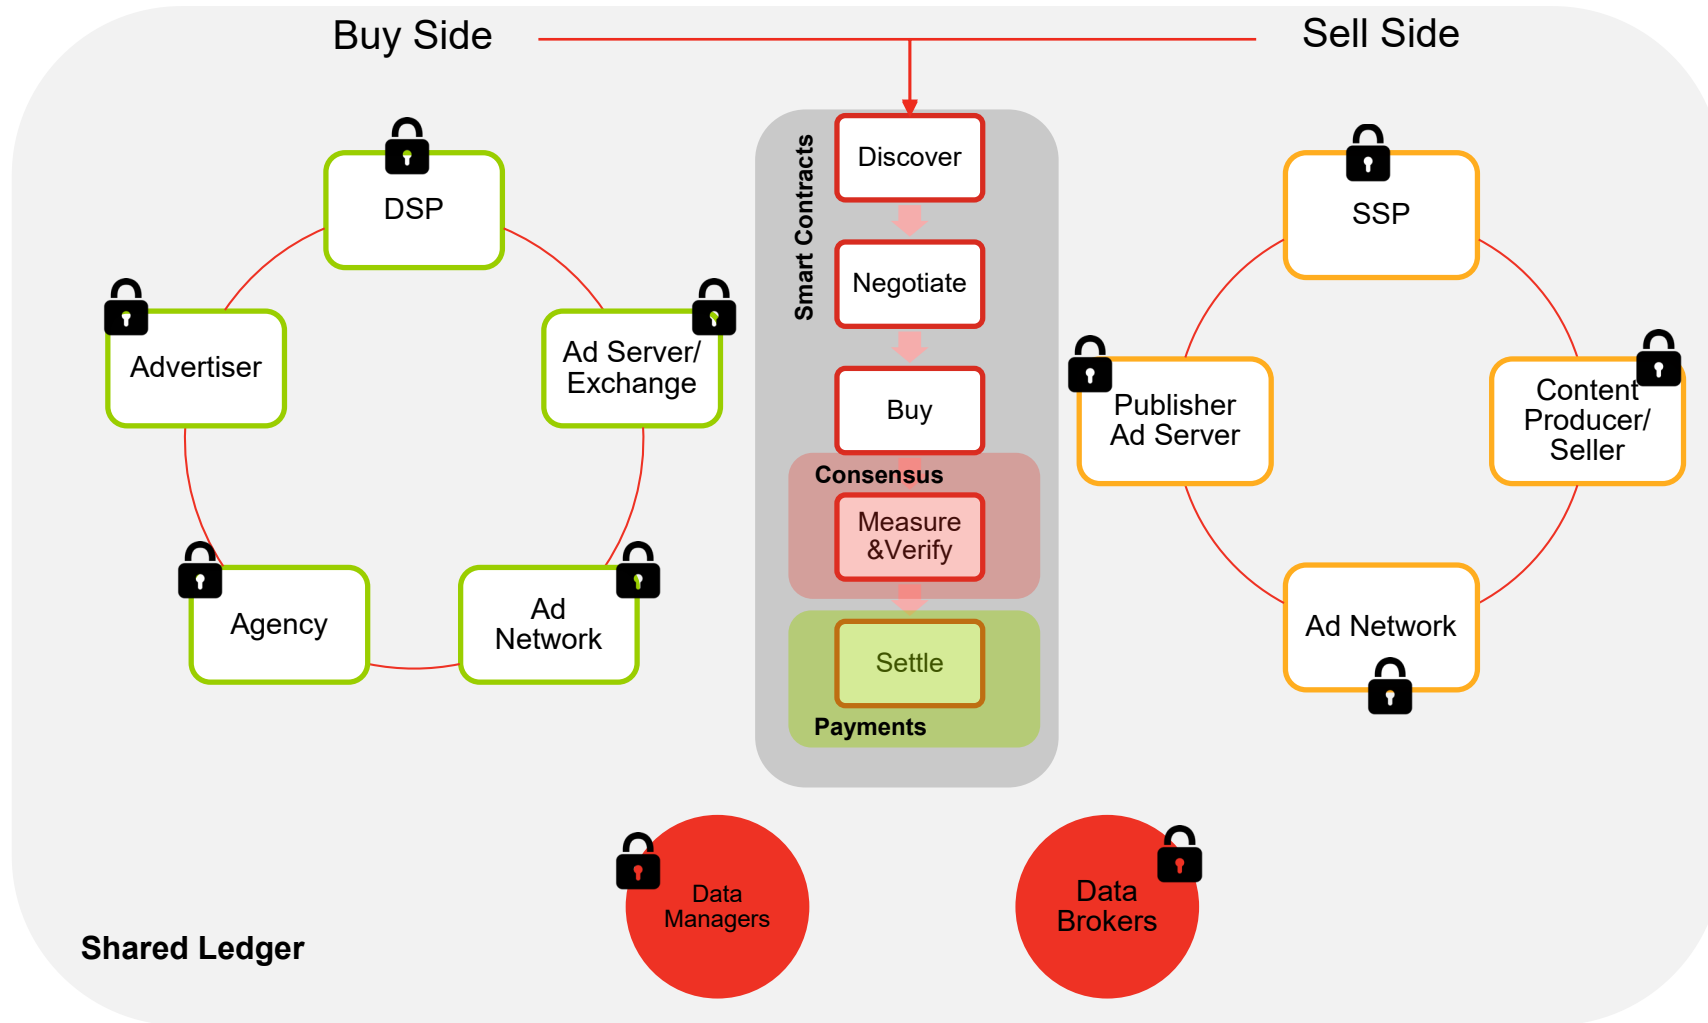 Buy Side
Sell Side
DSP
Advertiser
Ad Server/
Exchange
Agency
Ad
Network
Smart Contracts
Discover
Negotiate
Buy
Consensus
Measure
&Verify
Settle
Payments
SSP
Publisher
Ad Server
Content
Producer/
Seller
Ad Network
Data
Managers
Data
Brokers
Shared Ledger